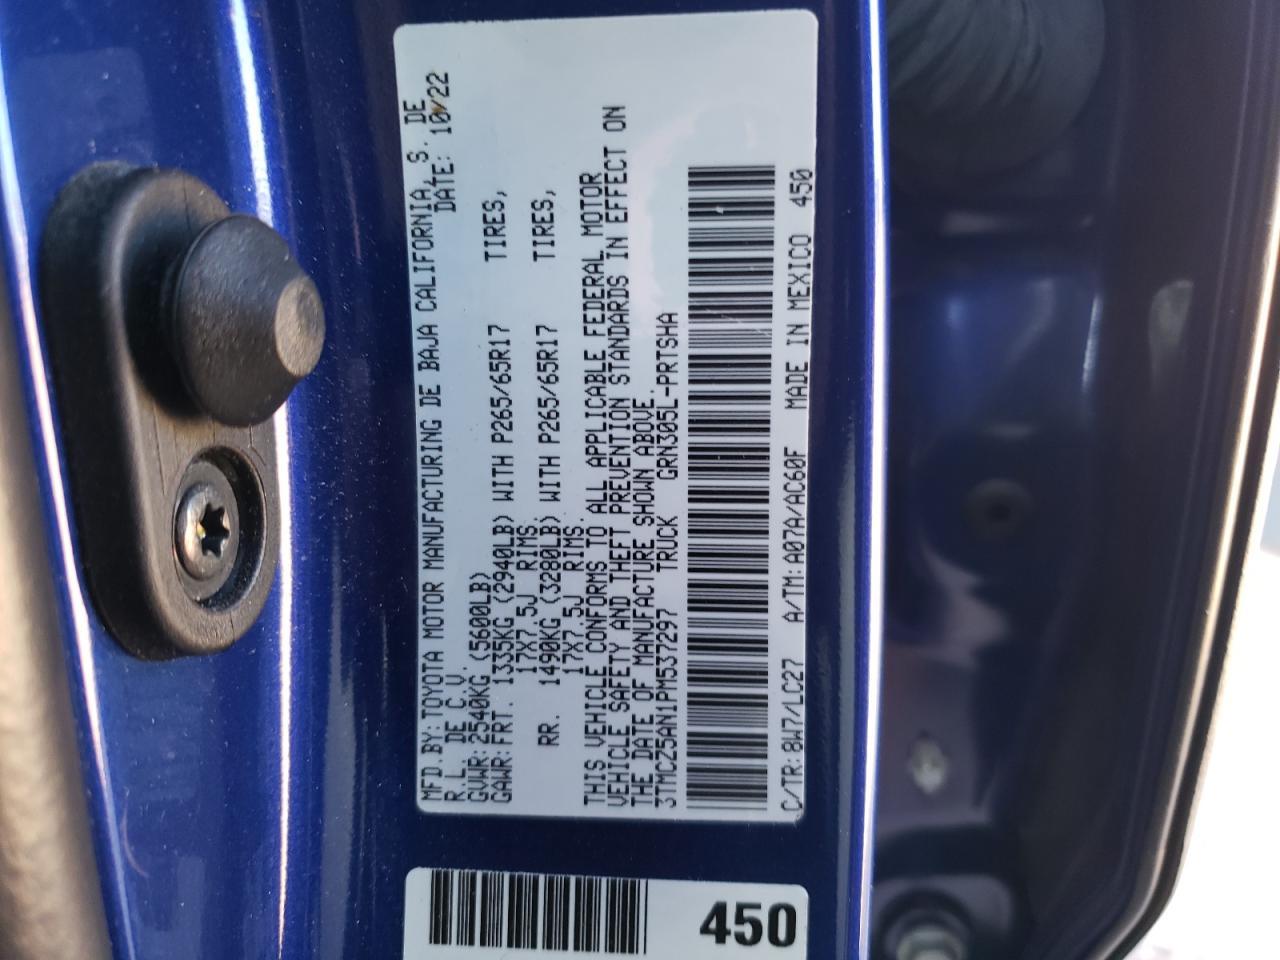 MFD.BY:TOYOTA MOTOR MANUFACTURING DE BAJA CALIFORNIA, S. DE
R.L. DE C.V. DATE: 10/22
GVWR:2540KG (5600LB)
GAWR:FRT. 1335KG (2940LB) WITH P265/65R17 TIRES,
17X7.5J RIMS.
RR. 1490KG (3280LB) WITH P265/65R17 TIRES,
17X7.5J RIMS.
THIS VEHICLE CONFORMS TO ALL APPLICABLE FEDERAL MOTOR
VEHICLE SAFETY AND THEFT PREVENTION STANDARDS IN EFFECT ON
THE DATE OF MANUFACTURE SHOWN ABOVE.
3TMCZ5AN1PM537297 TRUCK GRN305L-PRTSHA
C/TR:8W7/LC27 A/TM:A07A/AC60F MADE IN MEXICO 450
450